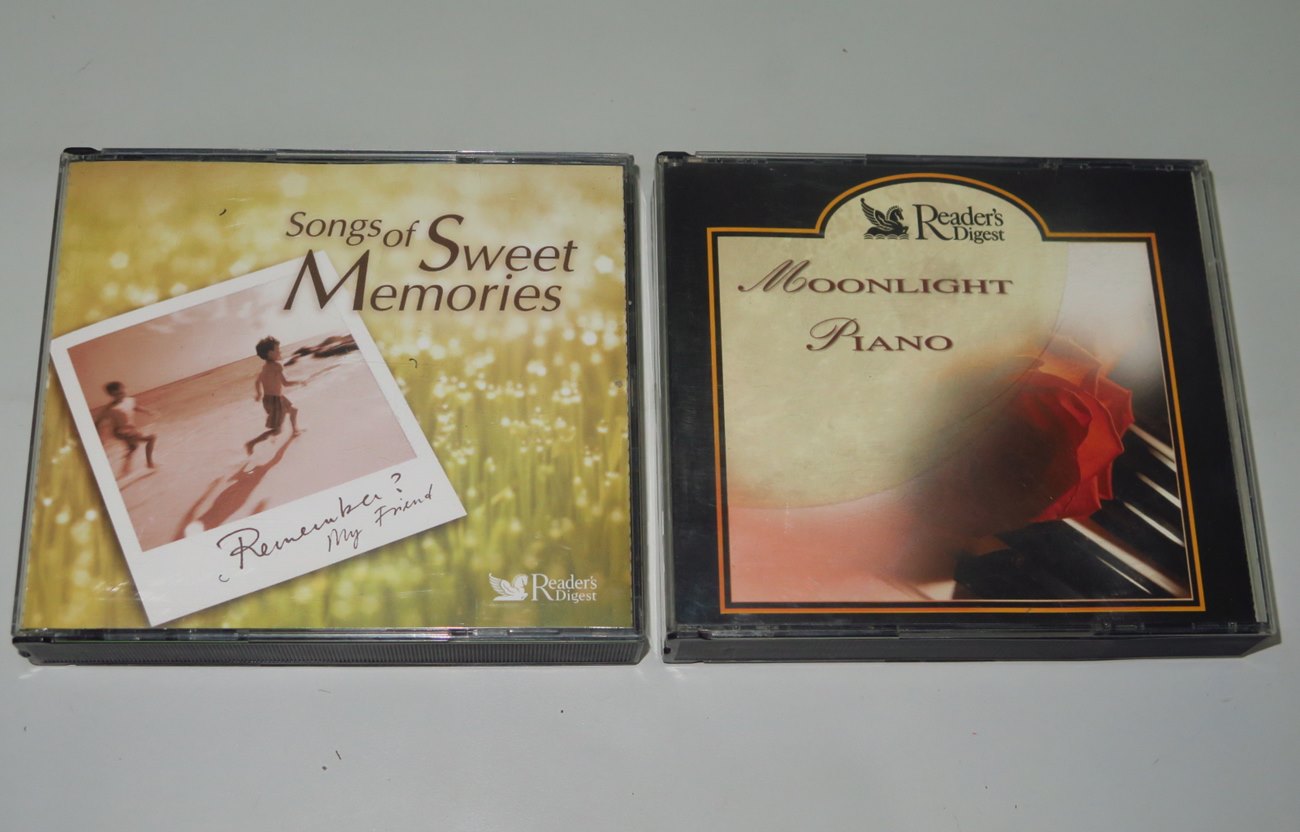 Songs of Sweet
Memories
Remember?
My Friend
Reader's
Digest
Reader's
Digest
MOONLIGHT
PIANO